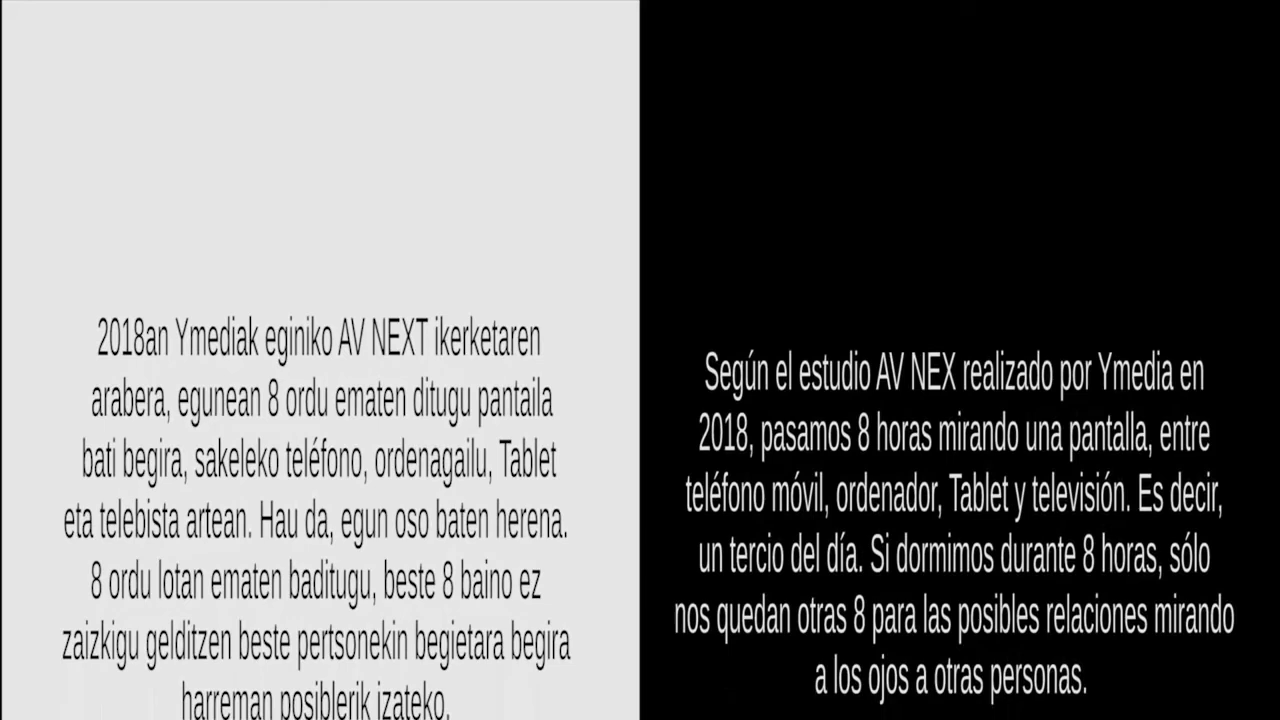 2018an Ymediak eginiko AV NEXT ikerketaren
arabera, egunean 8 ordu ematen ditugu pantaila
bati begira, sakeleko teléfono, ordenagailu, Tablet
eta telebista artean. Hau da, egun oso baten herena.
8 ordu lotan ematen baditugu, beste 8 baino ez
zaizkigu gelditzen beste pertsonekin begietara begira
harreman posiblerik izateko.
Según el estudio AV NEX realizado por Ymedia en
2018, pasamos 8 horas mirando una pantalla, entre
teléfono móvil, ordenador, Tablet y televisión. Es decir,
un tercio del día. Si dormimos durante 8 horas, sólo
nos quedan otras 8 para las posibles relaciones mirando
a los ojos a otras personas.